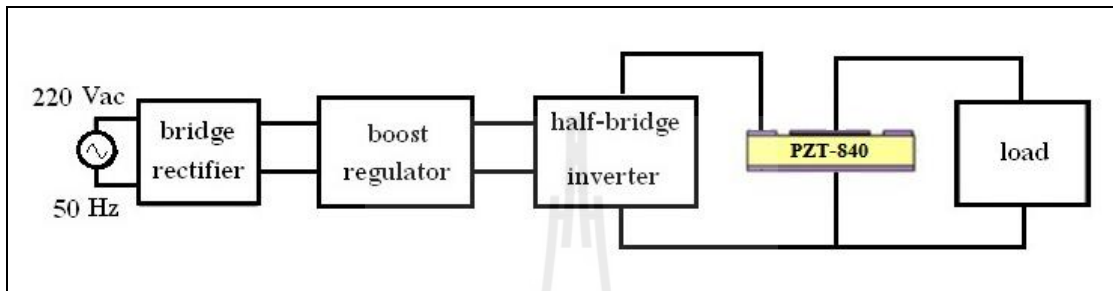 220 Vac
50 Hz
bridge
rectifier
boost
regulator
half-bridge
inverter
PZT-840
load